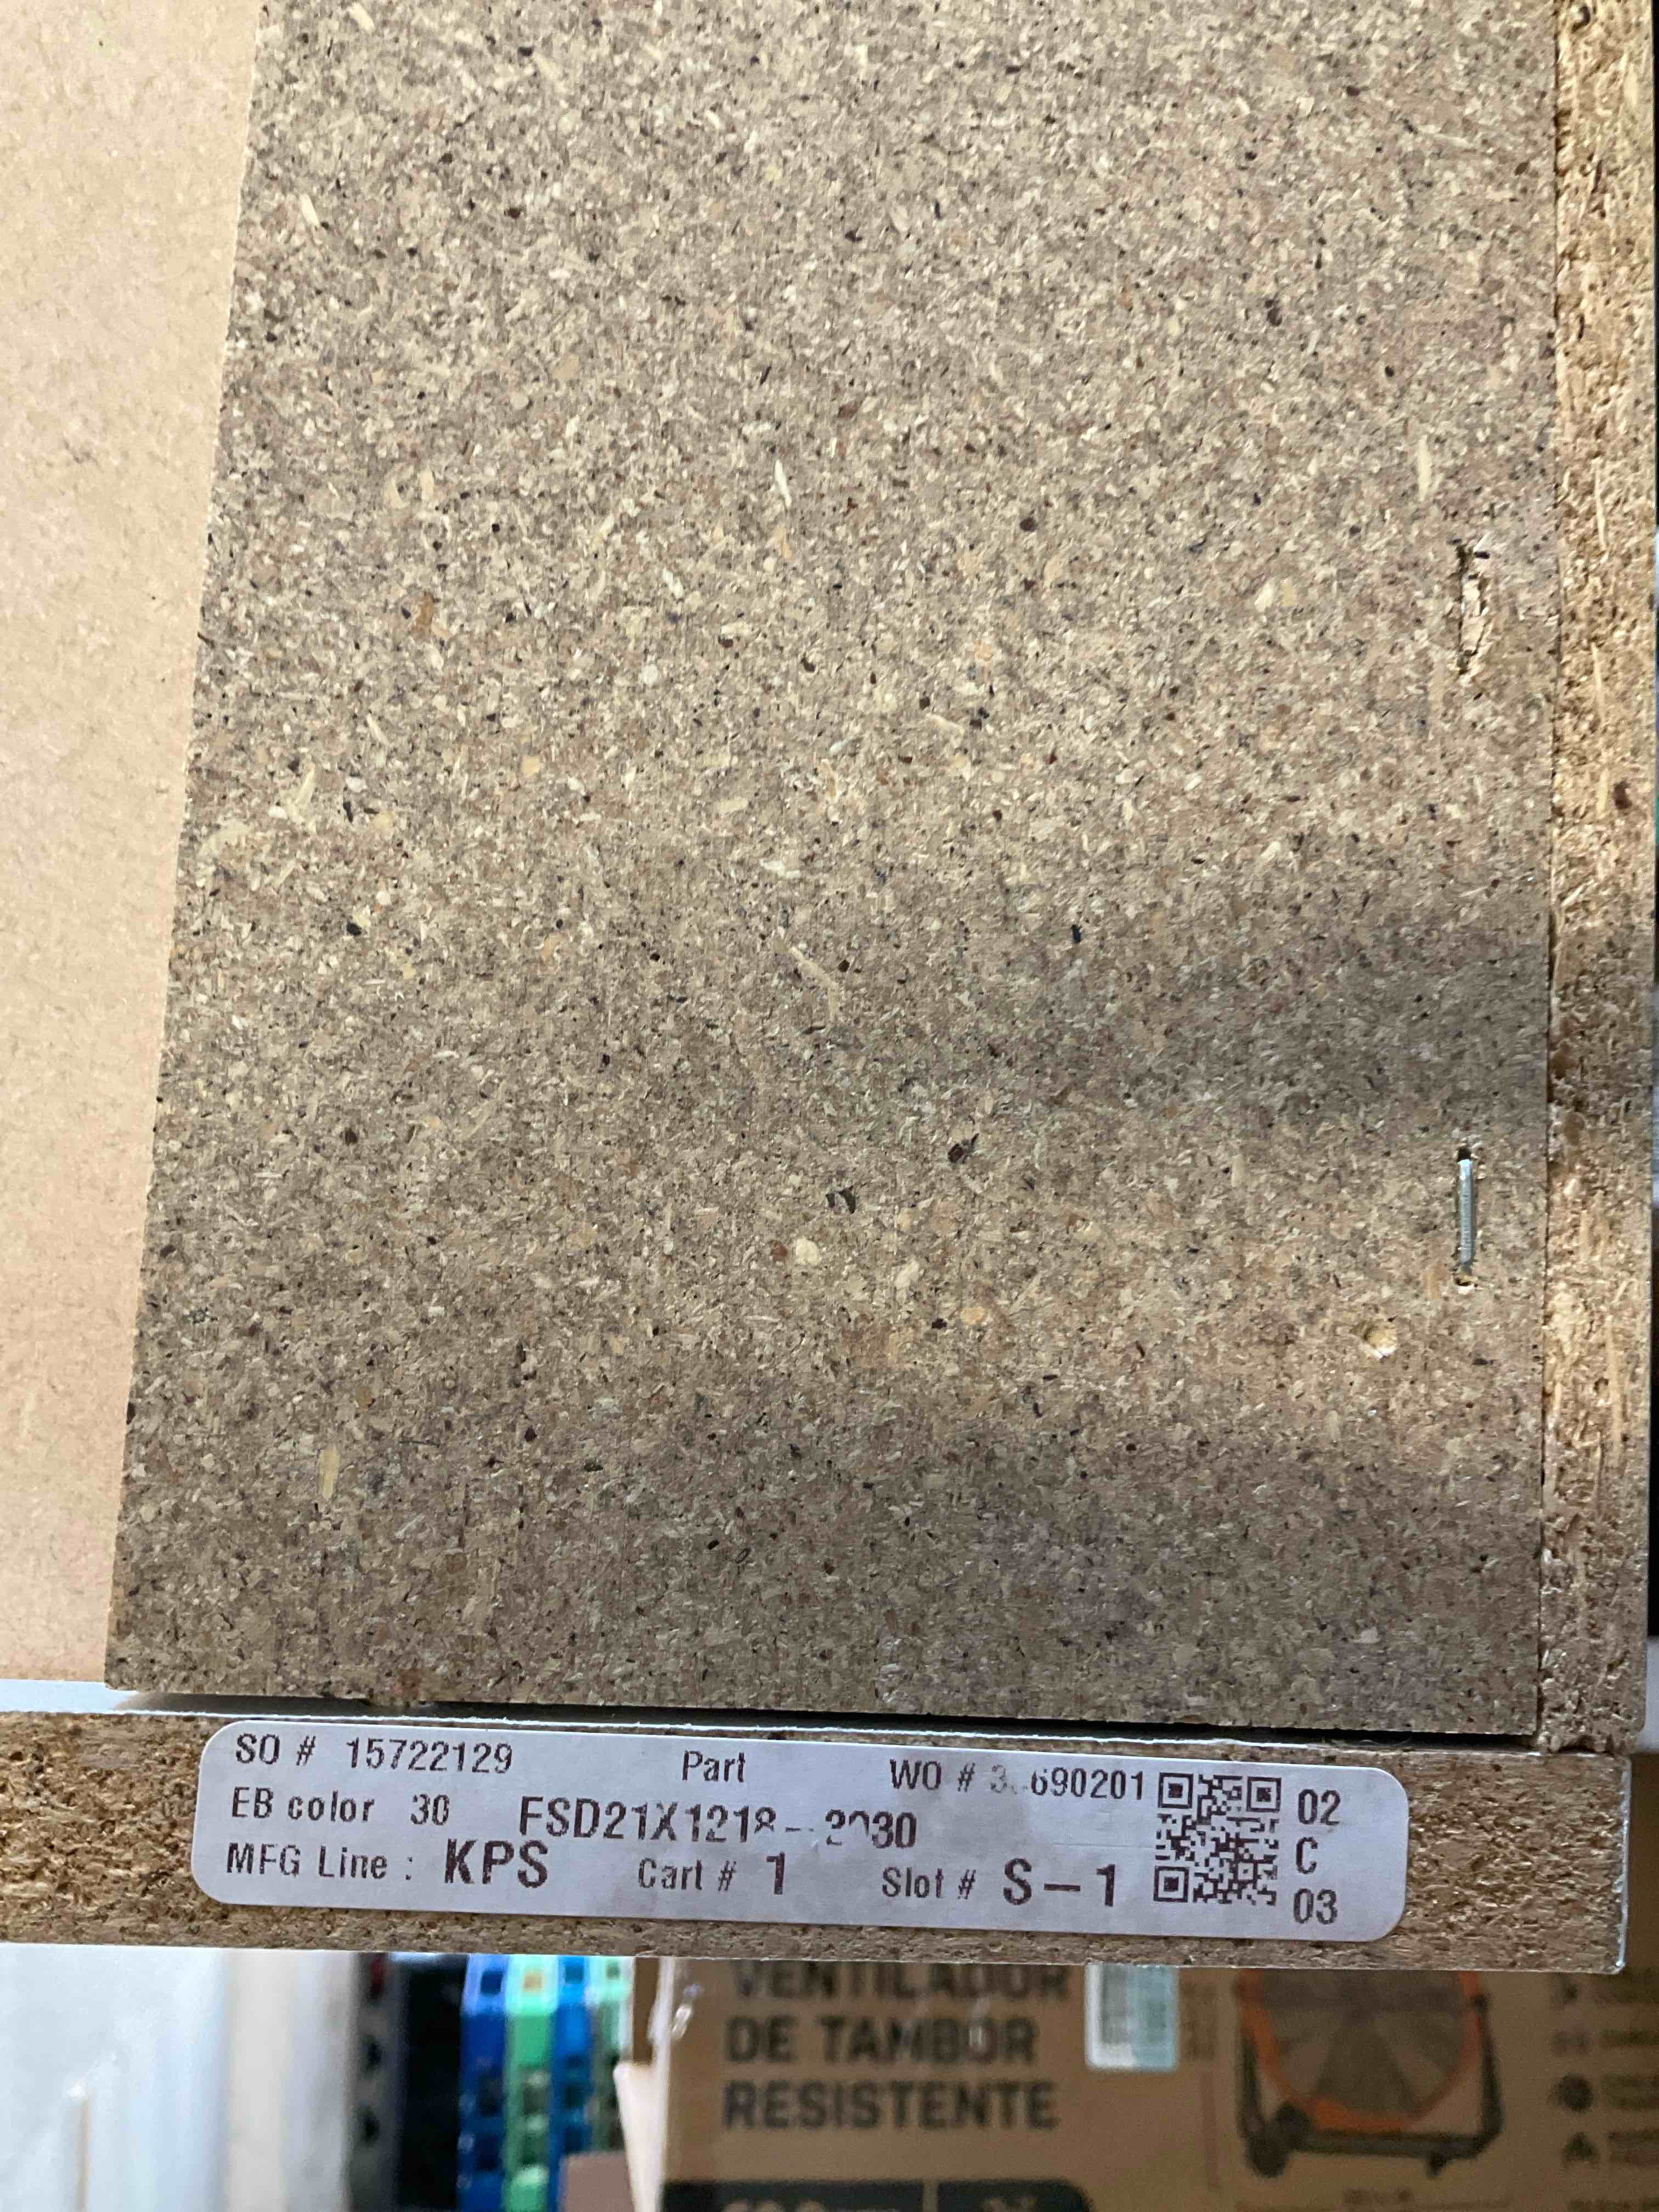 SO # 15722129 Part WO #
EB color 30
MFG Line : KPS Cart # 1 Slot # S-1
02
C
03
VENTILADOR
DE TAMBOR
RESISTENTE